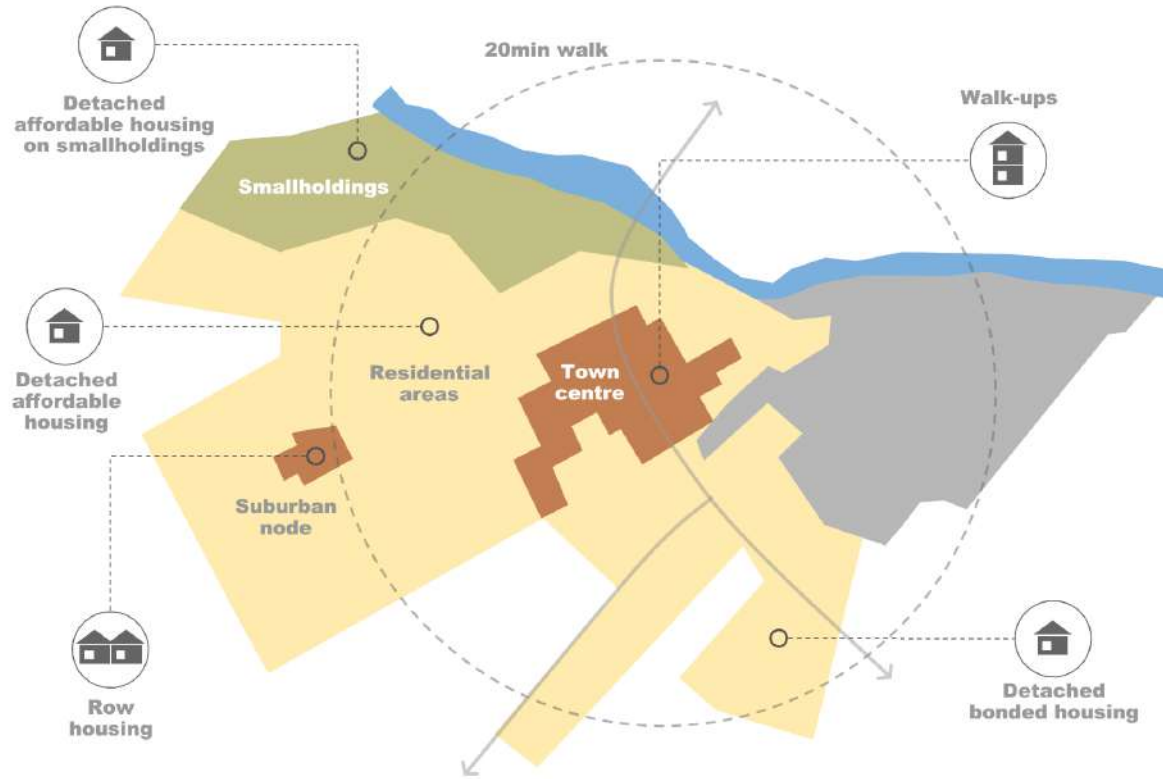 20min walk
Walk-ups
Detached
affordable housing
on smallholdings
Smallholdings
Detached
affordable
housing
Residential
areas
Town
centre
Suburban
node
Row
housing
Detached
bonded housing